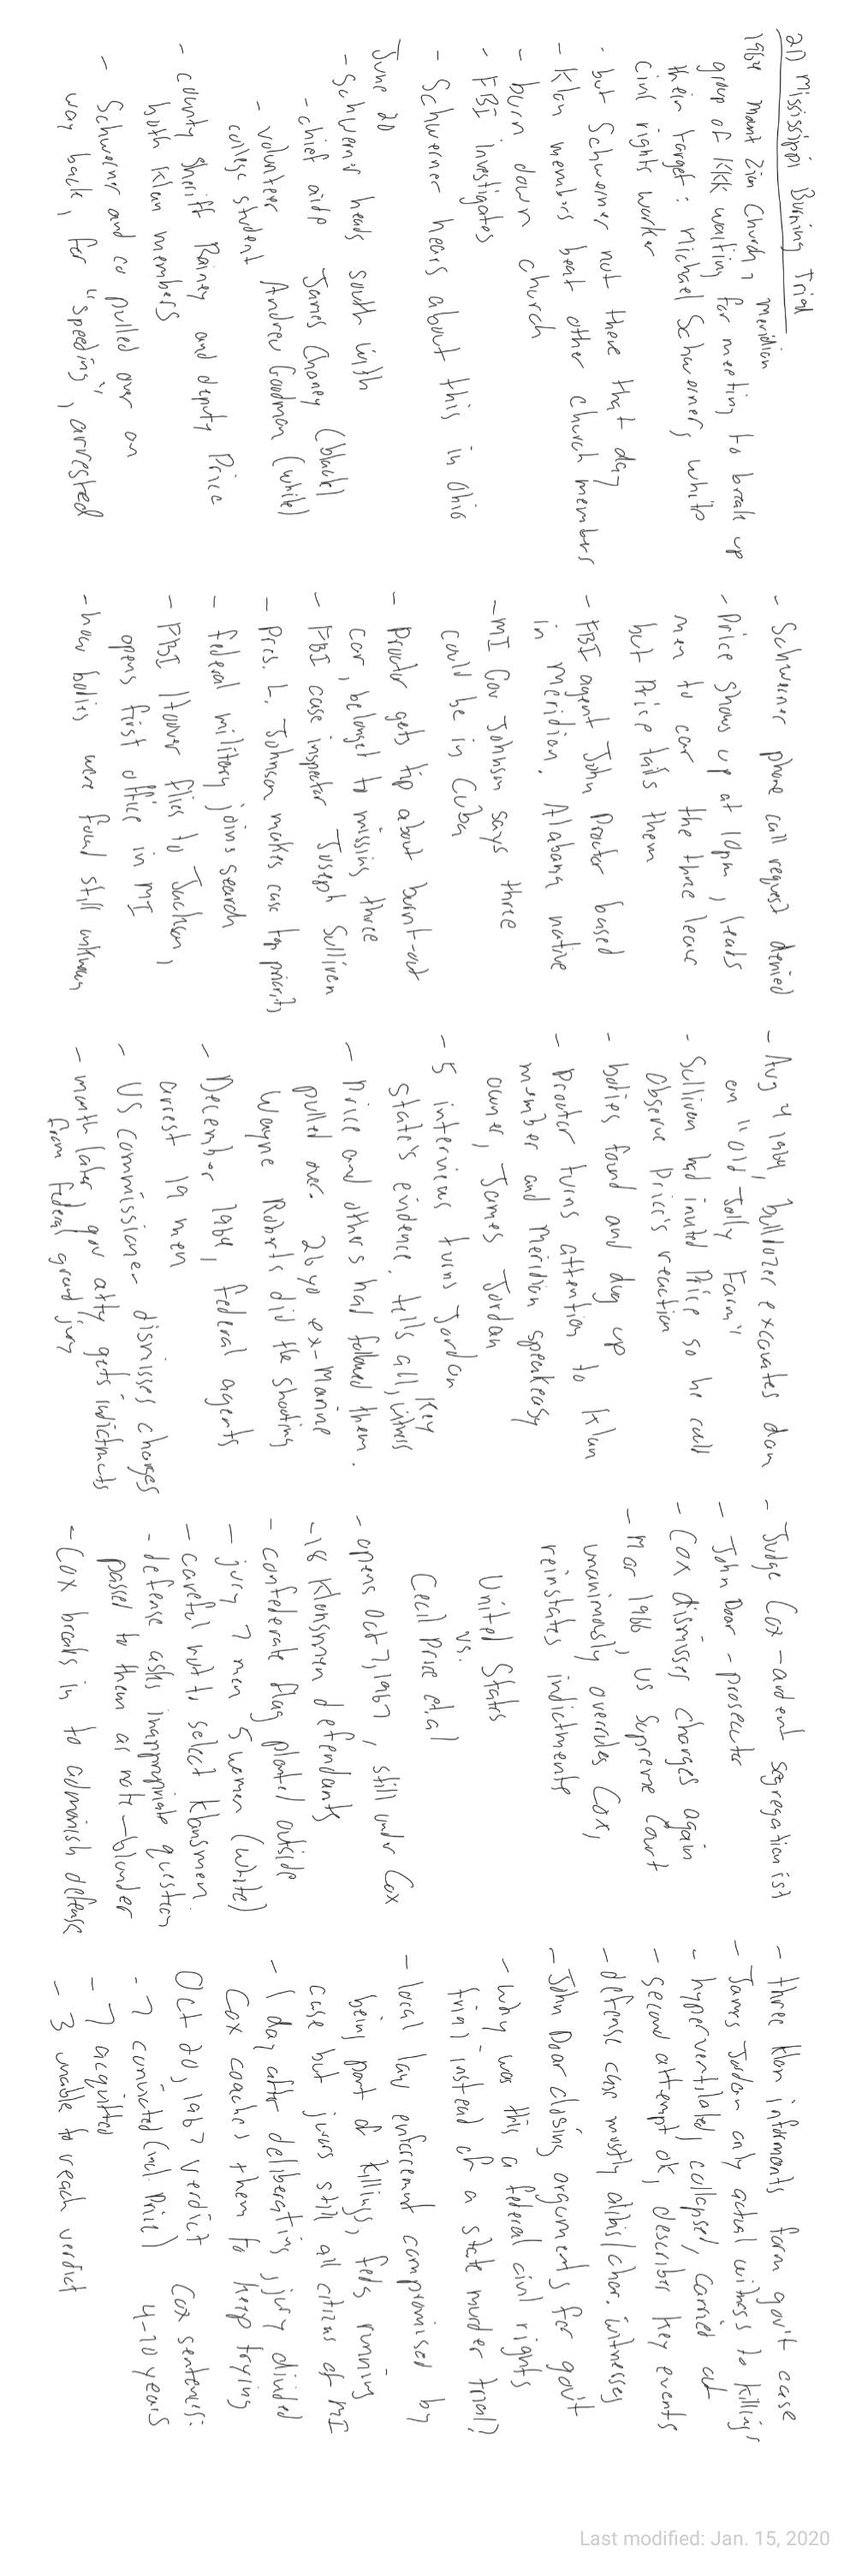 21) Mississippi Burning Trial
1964 Mount Zion Church, Meridian
group of KKK waiting for meeting to break up
their target: Michael Schwerner, white
civil rights worker
- but Schwerner not there that day
- Klan members beat other church members
- burn down church
- FBI investigates
- Schwerner hears about this in Ohio
June 20
- Schwerner heads south with
- chief aide James Chaney (black)
- volunteer Andrew Goodman (white)
college student
- county Sheriff Rainey and deputy Price
both Klan members
- Schwerner and co pulled over on
way back, for "speeding", arrested
- Schwerner phone call request denied
- Price shows up at 10pm, leads
men to car the three leave
but Price tails them
- FBI agent John Proctor based
in Meridian. Alabama native
- MI Gov Johnson says three
could be in Cuba
- Proctor gets tip about burnt-out
car, belonged to missing three
- FBI case inspector Joseph Sullivan
- Pres. L. Johnson makes case top priority
- federal military joins search
- FBI Hoover flies to Jackson,
opens first office in MI
- how bodies were found still unknown
- Aug 4 1964, bulldozer excavates dam
on "Old Jolly Farm"
- Sullivan had invited Price so he could
observe Price's reaction
- bodies found and dug up
- Proctor turns attention to Klan
member and Meridian speakeasy
owner, James Jordan
- 5 interviews turns Jordan
state's evidence. tells all, key witness
- Price and others had followed them.
pulled over. 26 yo ex-Marine
Wayne Roberts did the shooting
- December 1964, federal agents
arrest 19 men
- US commissioner dismisses charges
- month later, gov atty gets indictments
from federal grand jury
- Judge Cox - ardent segregationist
- John Doar - prosecutor
- Cox dismisses charges again
- Mar 1966, US Supreme Court
unanimously overrules Cox,
reinstates indictments
United States
vs.
Cecil Price et.al
- opens Oct 7, 1967, still under Cox
- 18 Klansmen defendants
- confederate flag planted outside
- jury 7 men 5 women (white)
- careful not to select Klansmen.
- defense asks inappropriate question
passed to them as note - blunder
- Cox breaks in to admonish defense
- three klan informants form gov't case
- James Jordan only actual witness to killings
- hyperventilated, collapsed, carried out
- second attempt ok, describes key events
- defense case mostly alibis/char. witnesses
- John Doar closing arguments for gov't
- why was this a federal civil rights
trial instead of a state murder trial?
- local law enforcement compromised by
being part of killings, feds running
case but jurors still all citizens of MI
- 1 day after deliberating, jury divided
Cox coaches them to keep trying
Oct 20, 1967 verdict
- 7 convicted (incl. Price)
- 7 acquitted
- 3 unable to reach verdict
Cox sentences:
4-10 years
Last modified: Jan. 15, 2020